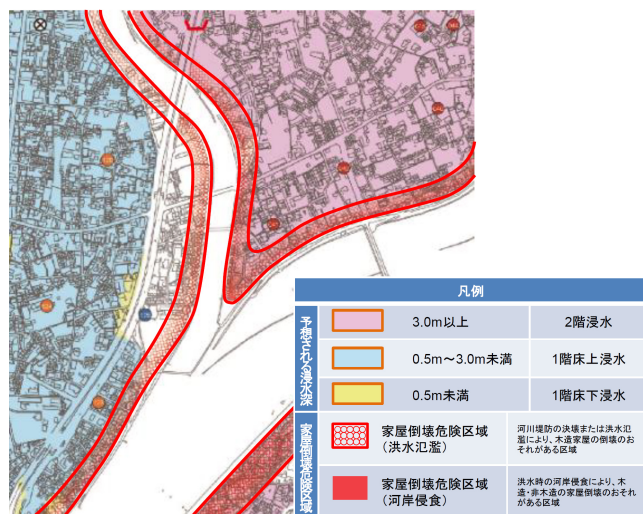 凡例
予想される浸水深
3.0m以上
2階浸水
0.5m～3.0m未満
1階床上浸水
0.5m未満
1階床下浸水
家屋倒壊危険区域
家屋倒壊危険区域
（洪水氾濫）
河川堤防の決壊または洪水氾
濫により、木造家屋の倒壊のお
それがある区域
家屋倒壊危険区域
（河岸侵食）
洪水時の河岸侵食により、木
造・非木造の家屋倒壊のおそれ
がある区域